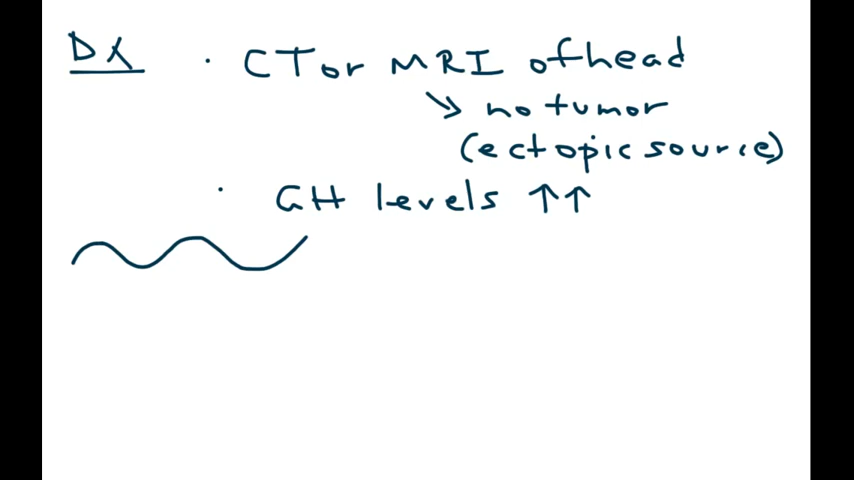 DX · CT or MRI of head
↘ no tumor
(ectopic source)
· GH levels ↑↑